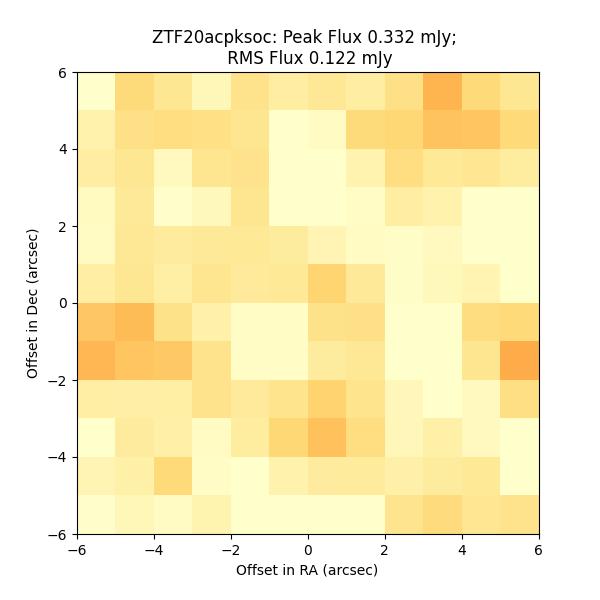 ZTF20acpksoc: Peak Flux 0.332 mJy;
RMS Flux 0.122 mJy
6
4
2
0
−2
−4
−6
Offset in Dec (arcsec)
−6 −4 −2 0 2 4 6
Offset in RA (arcsec)